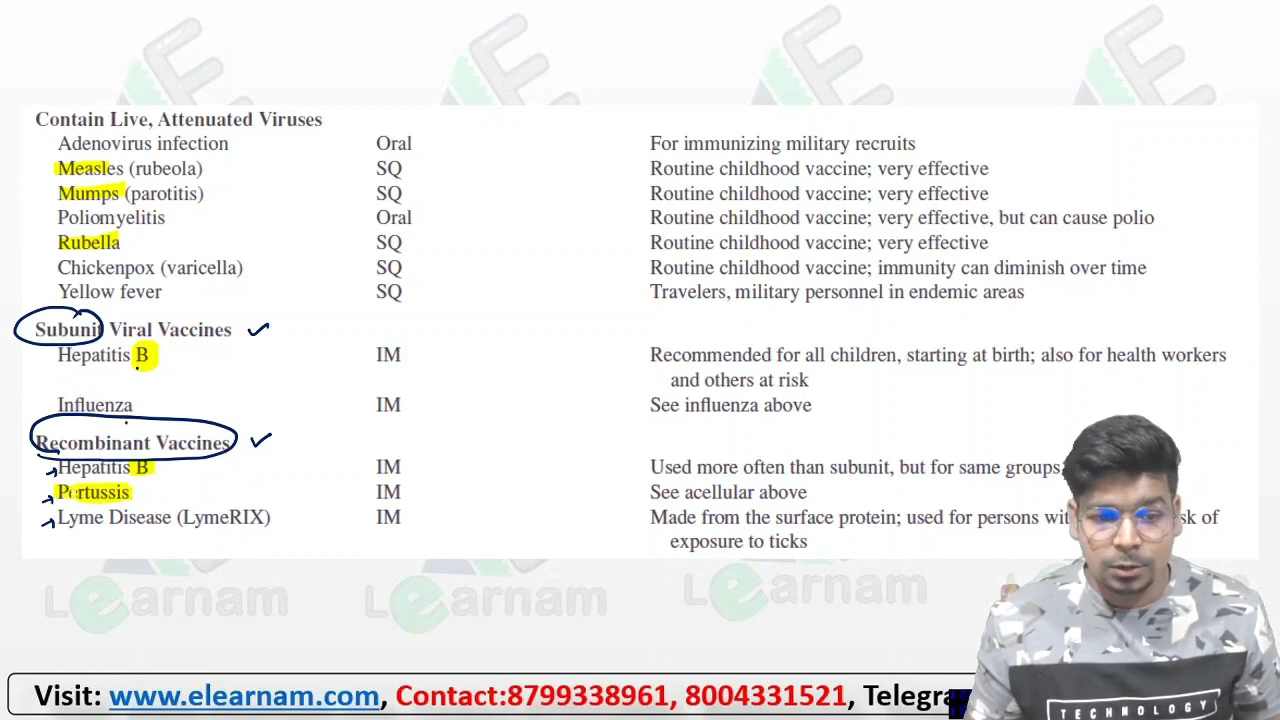 Contain Live, Attenuated Viruses
Adenovirus infection Oral For immunizing military recruits
Measles (rubeola) SQ Routine childhood vaccine; very effective
Mumps (parotitis) SQ Routine childhood vaccine; very effective
Poliomyelitis Oral Routine childhood vaccine; very effective, but can cause polio
Rubella SQ Routine childhood vaccine; very effective
Chickenpox (varicella) SQ Routine childhood vaccine; immunity can diminish over time
Yellow fever SQ Travelers, military personnel in endemic areas
Subunit Viral Vaccines
Hepatitis B IM Recommended for all children, starting at birth; also for health workers
and others at risk
Influenza IM See influenza above
Recombinant Vaccines
Hepatitis B IM Used more often than subunit, but for same groups
Pertussis IM See acellular above
Lyme Disease (LymeRIX) IM Made from the surface protein; used for persons sk of
exposure to ticks
Learnam Learnam Learnam
Visit: www.elearnam.com, Contact:8799338961, 8004331521, Telegra
TECHNOLOGY